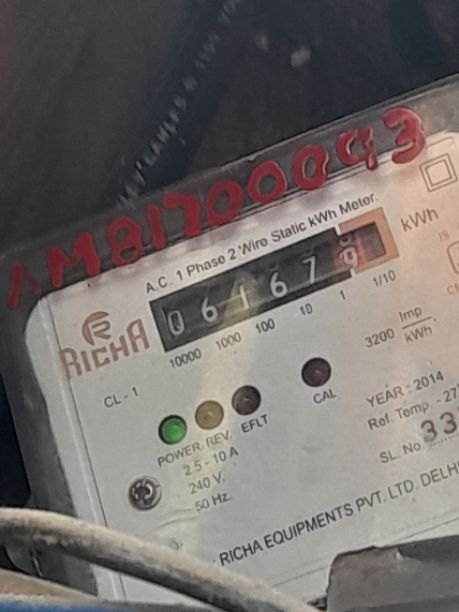 AM81700093
A.C. 1 Phase 2 Wire Static kWh Meter.
RICHA
0 6 1 6 7
kWh
10000 1000 100 10 1 1/10
3200 Imp/kWh
CL - 1
POWER REV. EFLT CAL
2.5 - 10 A
240 V.
50 Hz.
YEAR : 2014
Ref. Temp. - 27
SL. No. 33
RICHA EQUIPMENTS PVT. LTD. DELHI